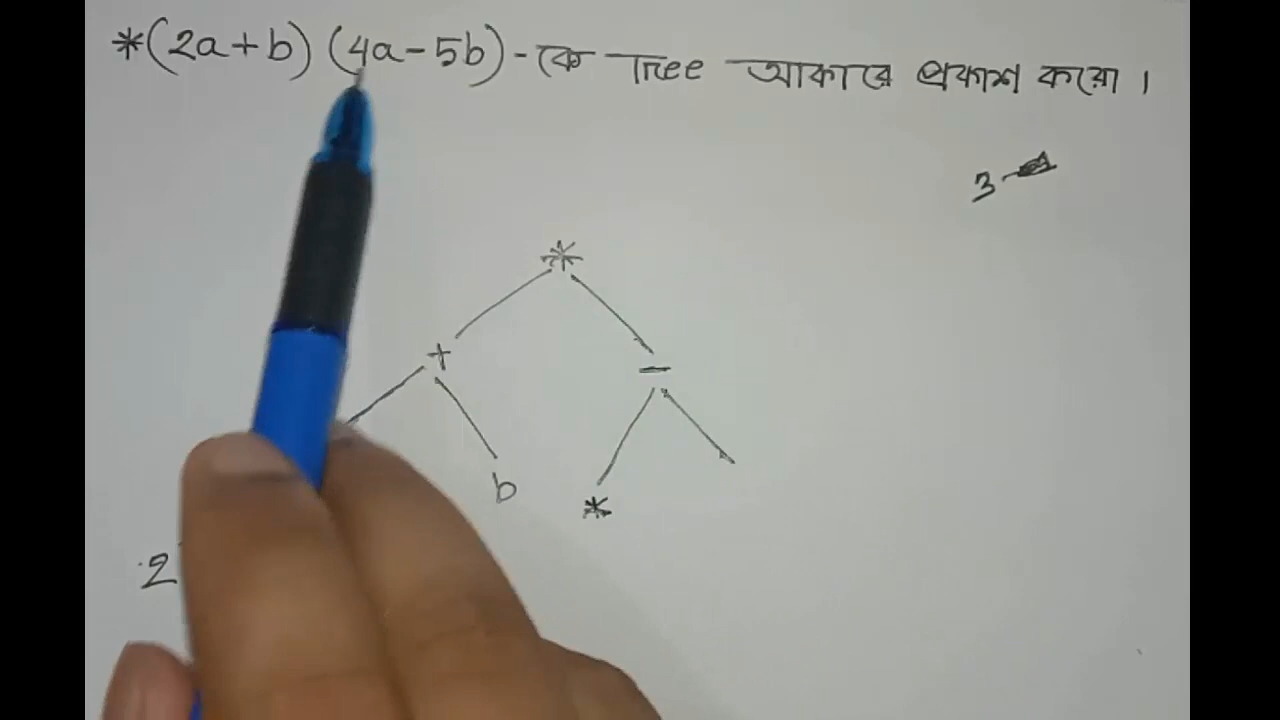 *(2a+b) (4a-5b) - কে Tree আকারে প্রকাশ করো।
3
*
+ -
b *
2